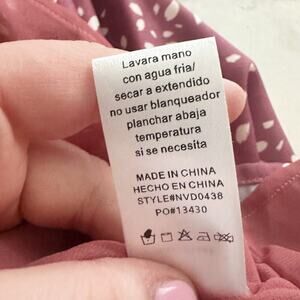 Lavara mano
con agua fria/
secar a extendido
no usar blanqueador
planchar abaja
temperatura
si se necesita
MADE IN CHINA
HECHO EN CHINA
STYLE#NVD0438
PO#13430